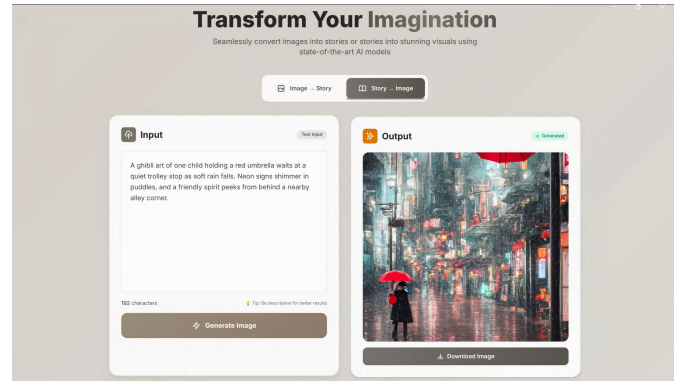 Transform Your Imagination
Seamlessly convert images into stories or stories into stunning visuals using
state-of-the-art AI models
Image → Story
Story → Image
Input
Text Input
A ghibli art of one child holding a red umbrella waits at a
quiet trolley stop as soft rain falls. Neon signs shimmer in
puddles, and a friendly spirit peeks from behind a nearby
alley corner.
192 characters
Tip: Be descriptive for better results
Generate Image
Output
Generated
Download Image